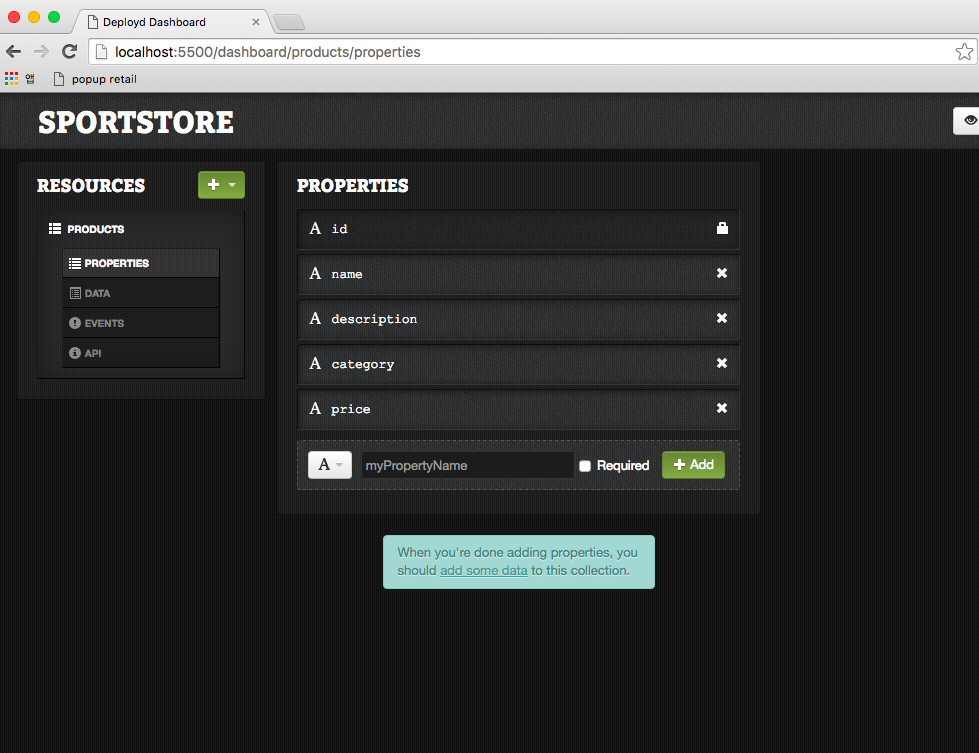 Deployd Dashboard
localhost:5500/dashboard/products/properties
앱
popup retail
SPORTSTORE
RESOURCES
PRODUCTS
PROPERTIES
DATA
EVENTS
API
PROPERTIES
A id
A name
A description
A category
A price
A myPropertyName Required + Add
When you're done adding properties, you
should add some data to this collection.